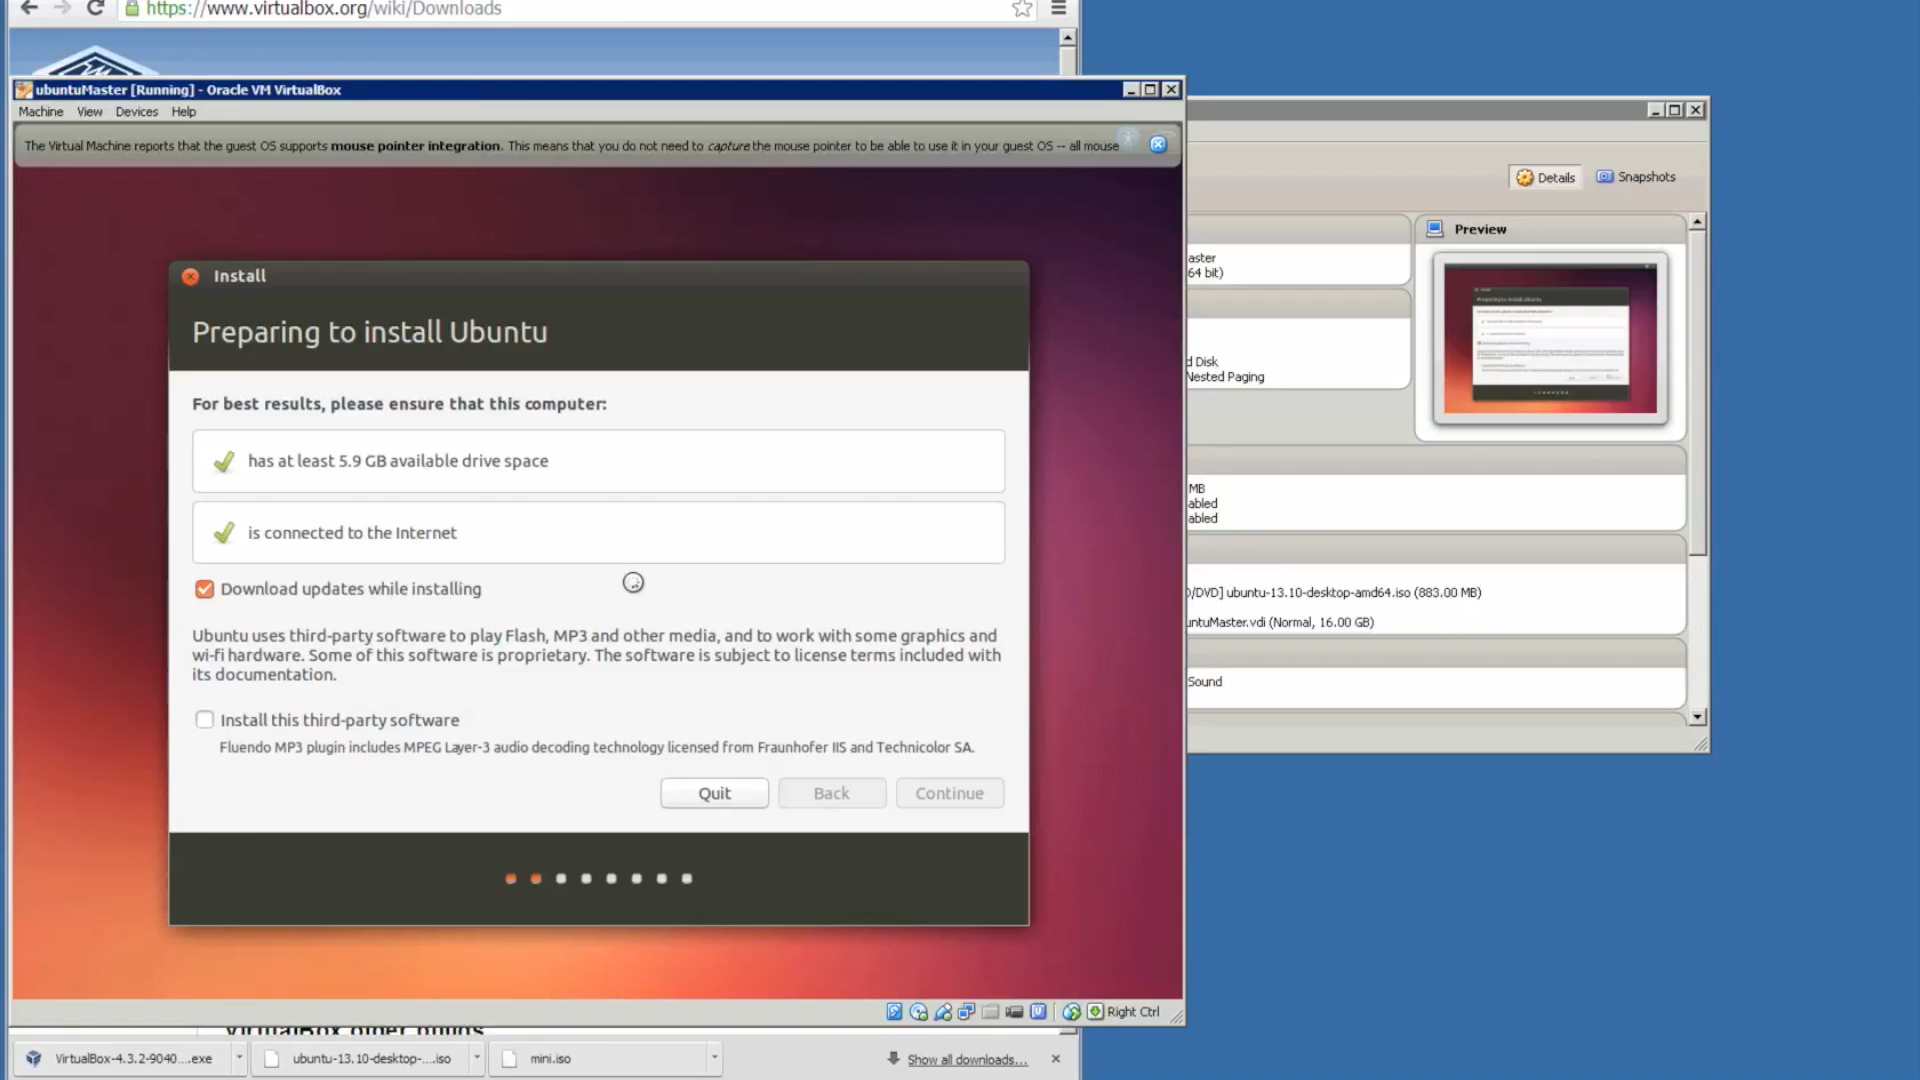 https://www.virtualbox.org/wiki/Downloads
ubuntuMaster [Running] - Oracle VM VirtualBox
Machine View Devices Help
The Virtual Machine reports that the guest OS supports mouse pointer integration. This means that you do not need to capture the mouse pointer to be able to use it in your guest OS -- all mouse
Install
Preparing to install Ubuntu
For best results, please ensure that this computer:
has at least 5.9 GB available drive space
is connected to the Internet
Download updates while installing
Ubuntu uses third-party software to play Flash, MP3 and other media, and to work with some graphics and
wi-fi hardware. Some of this software is proprietary. The software is subject to license terms included with
its documentation.
Install this third-party software
Fluendo MP3 plugin includes MPEG Layer-3 audio decoding technology licensed from Fraunhofer IIS and Technicolor SA.
Quit Back Continue
Right Ctrl
Details Snapshots
Preview
aster
64 bit)
d Disk
Nested Paging
MB
abled
abled
D/DVD] ubuntu-13.10-desktop-amd64.iso (883.00 MB)
untuMaster.vdi (Normal, 16.00 GB)
Sound
VirtualBox older builds
VirtualBox-4.3.2-9040....exe ubuntu-13.10-desktop-....iso mini.iso Show all downloads...